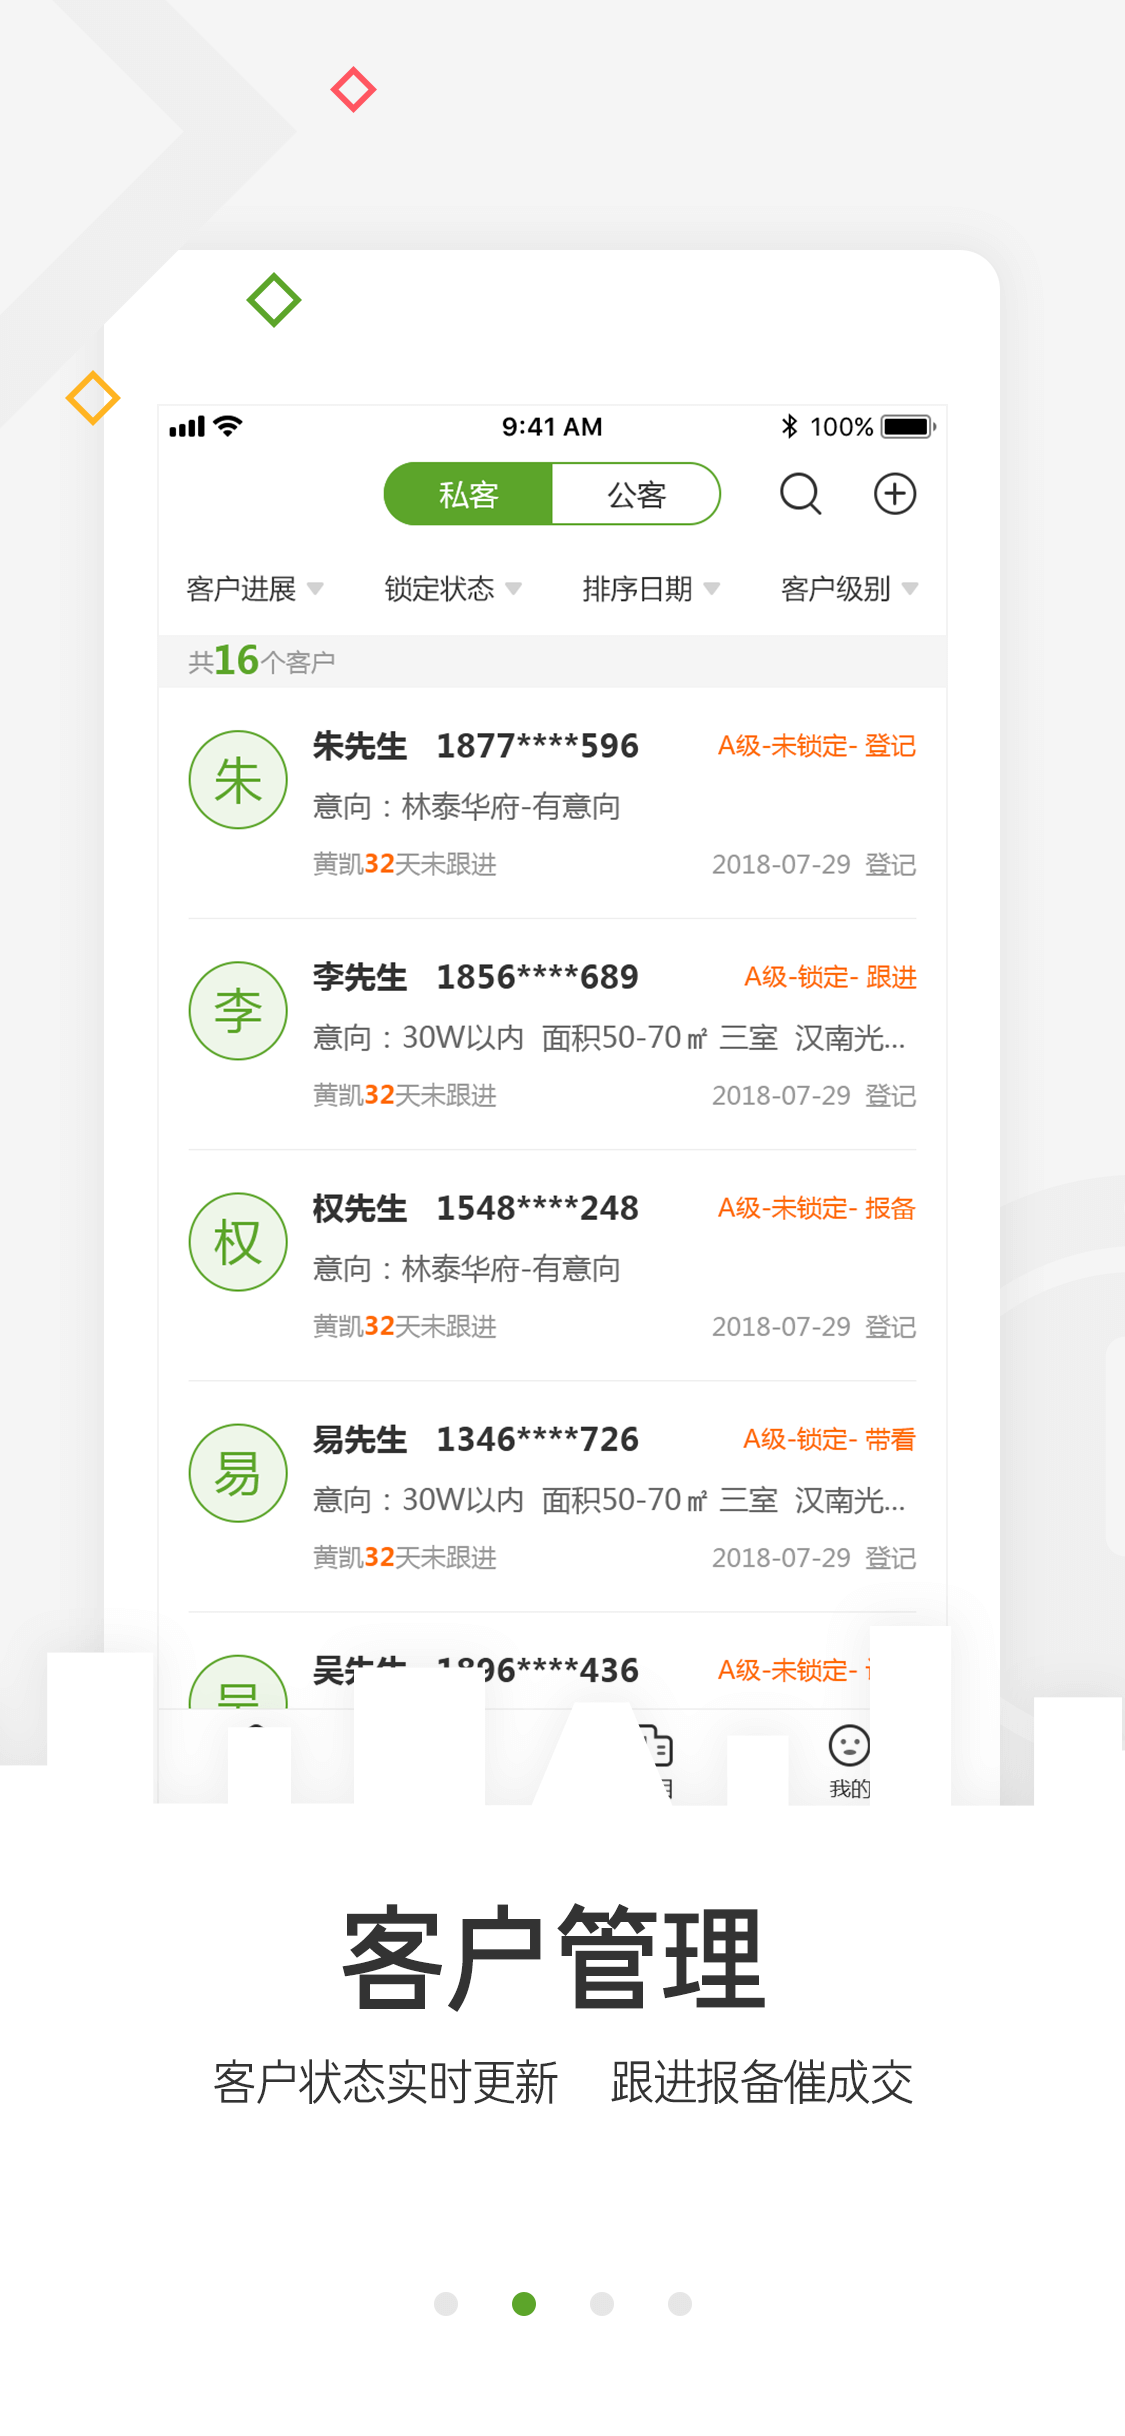 9:41 AM 100%
私客 公客
客户进展 锁定状态 排序日期 客户级别
共16个客户
朱 朱先生 1877****596 A级-未锁定- 登记
意向：林泰华府-有意向
黄凯32天未跟进 2018-07-29 登记
李 李先生 1856****689 A级-锁定- 跟进
意向：30W以内 面积50-70㎡ 三室 汉南光...
黄凯32天未跟进 2018-07-29 登记
权 权先生 1548****248 A级-未锁定- 报备
意向：林泰华府-有意向
黄凯32天未跟进 2018-07-29 登记
易 易先生 1346****726 A级-锁定- 带看
意向：30W以内 面积50-70㎡ 三室 汉南光...
黄凯32天未跟进 2018-07-29 登记
吴先生 1896****436 A级-未锁定-
我的
客户管理
客户状态实时更新 跟进报备催成交